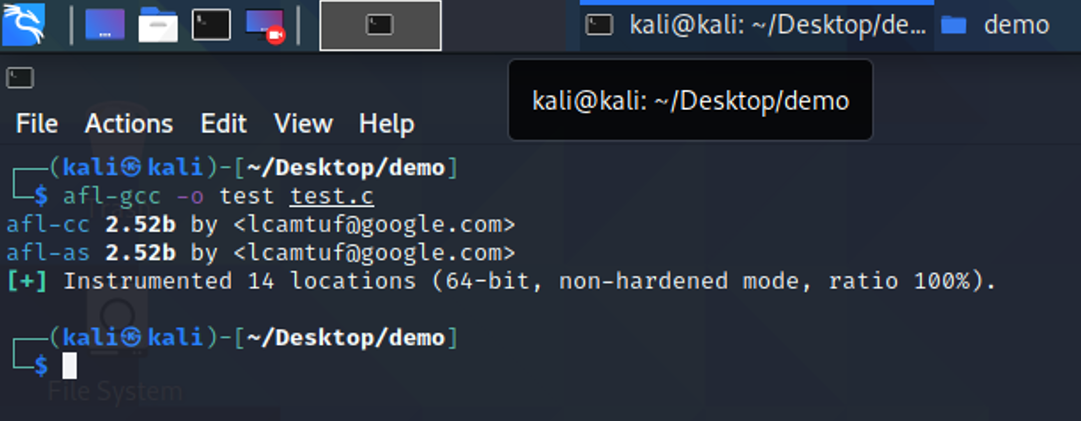 kali@kali: ~/Desktop/de... demo
kali@kali: ~/Desktop/demo
File Actions Edit View Help
┌──(kali㉿kali)-[~/Desktop/demo]
└─$ afl-gcc -o test test.c
afl-cc 2.52b by <lcamtuf@google.com>
afl-as 2.52b by <lcamtuf@google.com>
[+] Instrumented 14 locations (64-bit, non-hardened mode, ratio 100%).
┌──(kali㉿kali)-[~/Desktop/demo]
└─$
File System